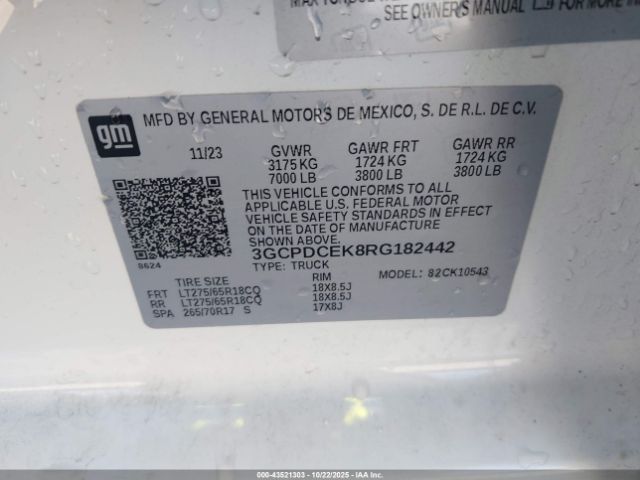 SEE OWNER'S MANUAL FOR MORE
gm MFD BY GENERAL MOTORS DE MEXICO, S. DE R.L. DE C.V.
11/23 GVWR GAWR FRT GAWR RR
3175 KG 1724 KG 1724 KG
7000 LB 3800 LB 3800 LB
THIS VEHICLE CONFORMS TO ALL
APPLICABLE U.S. FEDERAL MOTOR
VEHICLE SAFETY STANDARDS IN EFFECT
ON THE DATE OF MANUFACTURE
SHOWN ABOVE.
3GCPDCEK8RG182442
8624 TYPE: TRUCK MODEL: 82CK10543
TIRE SIZE RIM
FRT LT275/65R18CQ 18X8.5J
RR LT275/65R18CQ 18X8.5J
SPA 265/70R17 S 17X8J
000-43521303 - 10/22/2025 - IAAI.COM